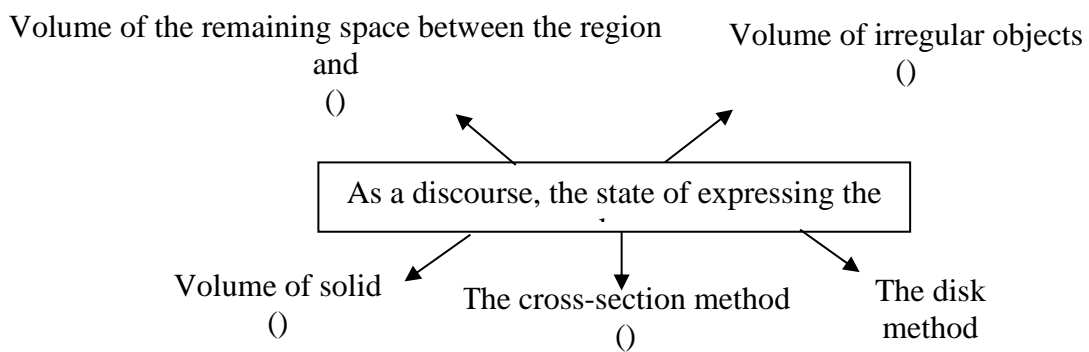 Volume of the remaining space between the region
and
()
Volume of irregular objects
()
As a discourse, the state of expressing the
Volume of solid
()
The cross-section method
()
The disk
method